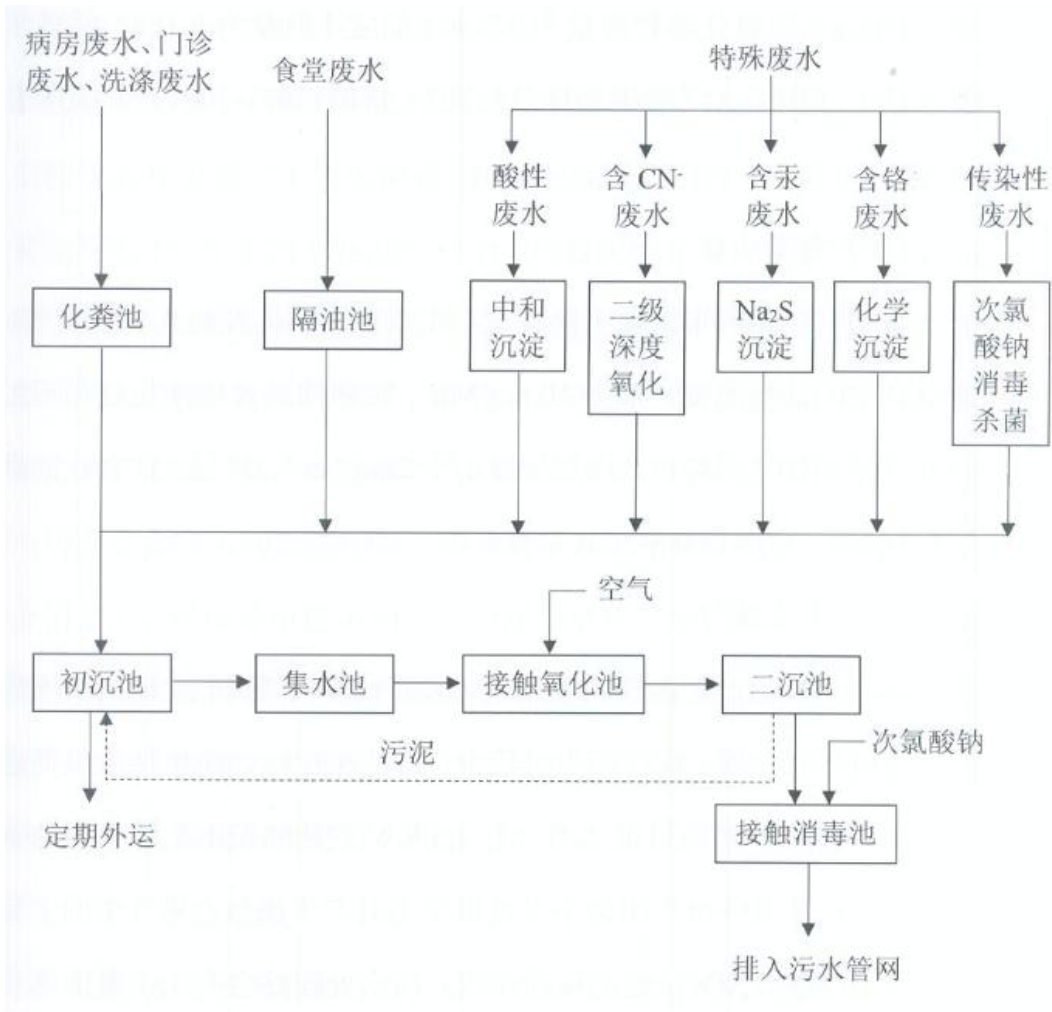 病房废水、门诊
废水、洗涤废水
食堂废水
特殊废水
酸性
废水
含 CN-
废水
含汞
废水
含铬
废水
传染性
废水
化粪池
隔油池
中和
沉淀
二级
深度
氧化
Na₂S
沉淀
化学
沉淀
次氯
酸钠
消毒
杀菌
空气
初沉池
集水池
接触氧化池
二沉池
污泥
次氯酸钠
定期外运
接触消毒池
排入污水管网